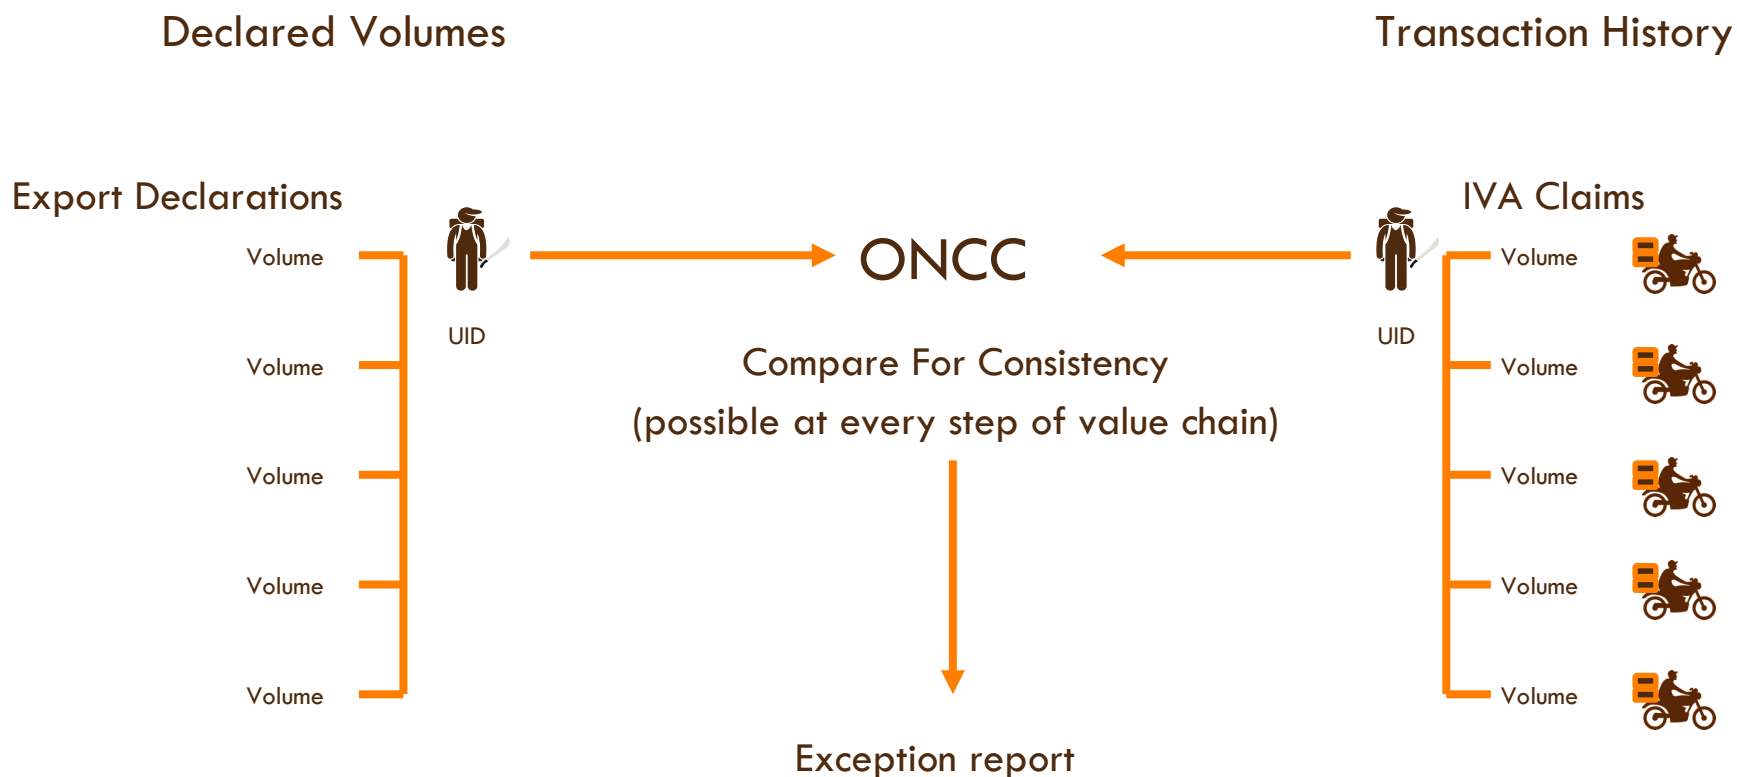 Declared Volumes
Transaction History
Export Declarations
IVA Claims
Volume
Volume
Volume
Volume
Volume
UID
ONCC
Compare For Consistency
(possible at every step of value chain)
Exception report
UID
Volume
Volume
Volume
Volume
Volume